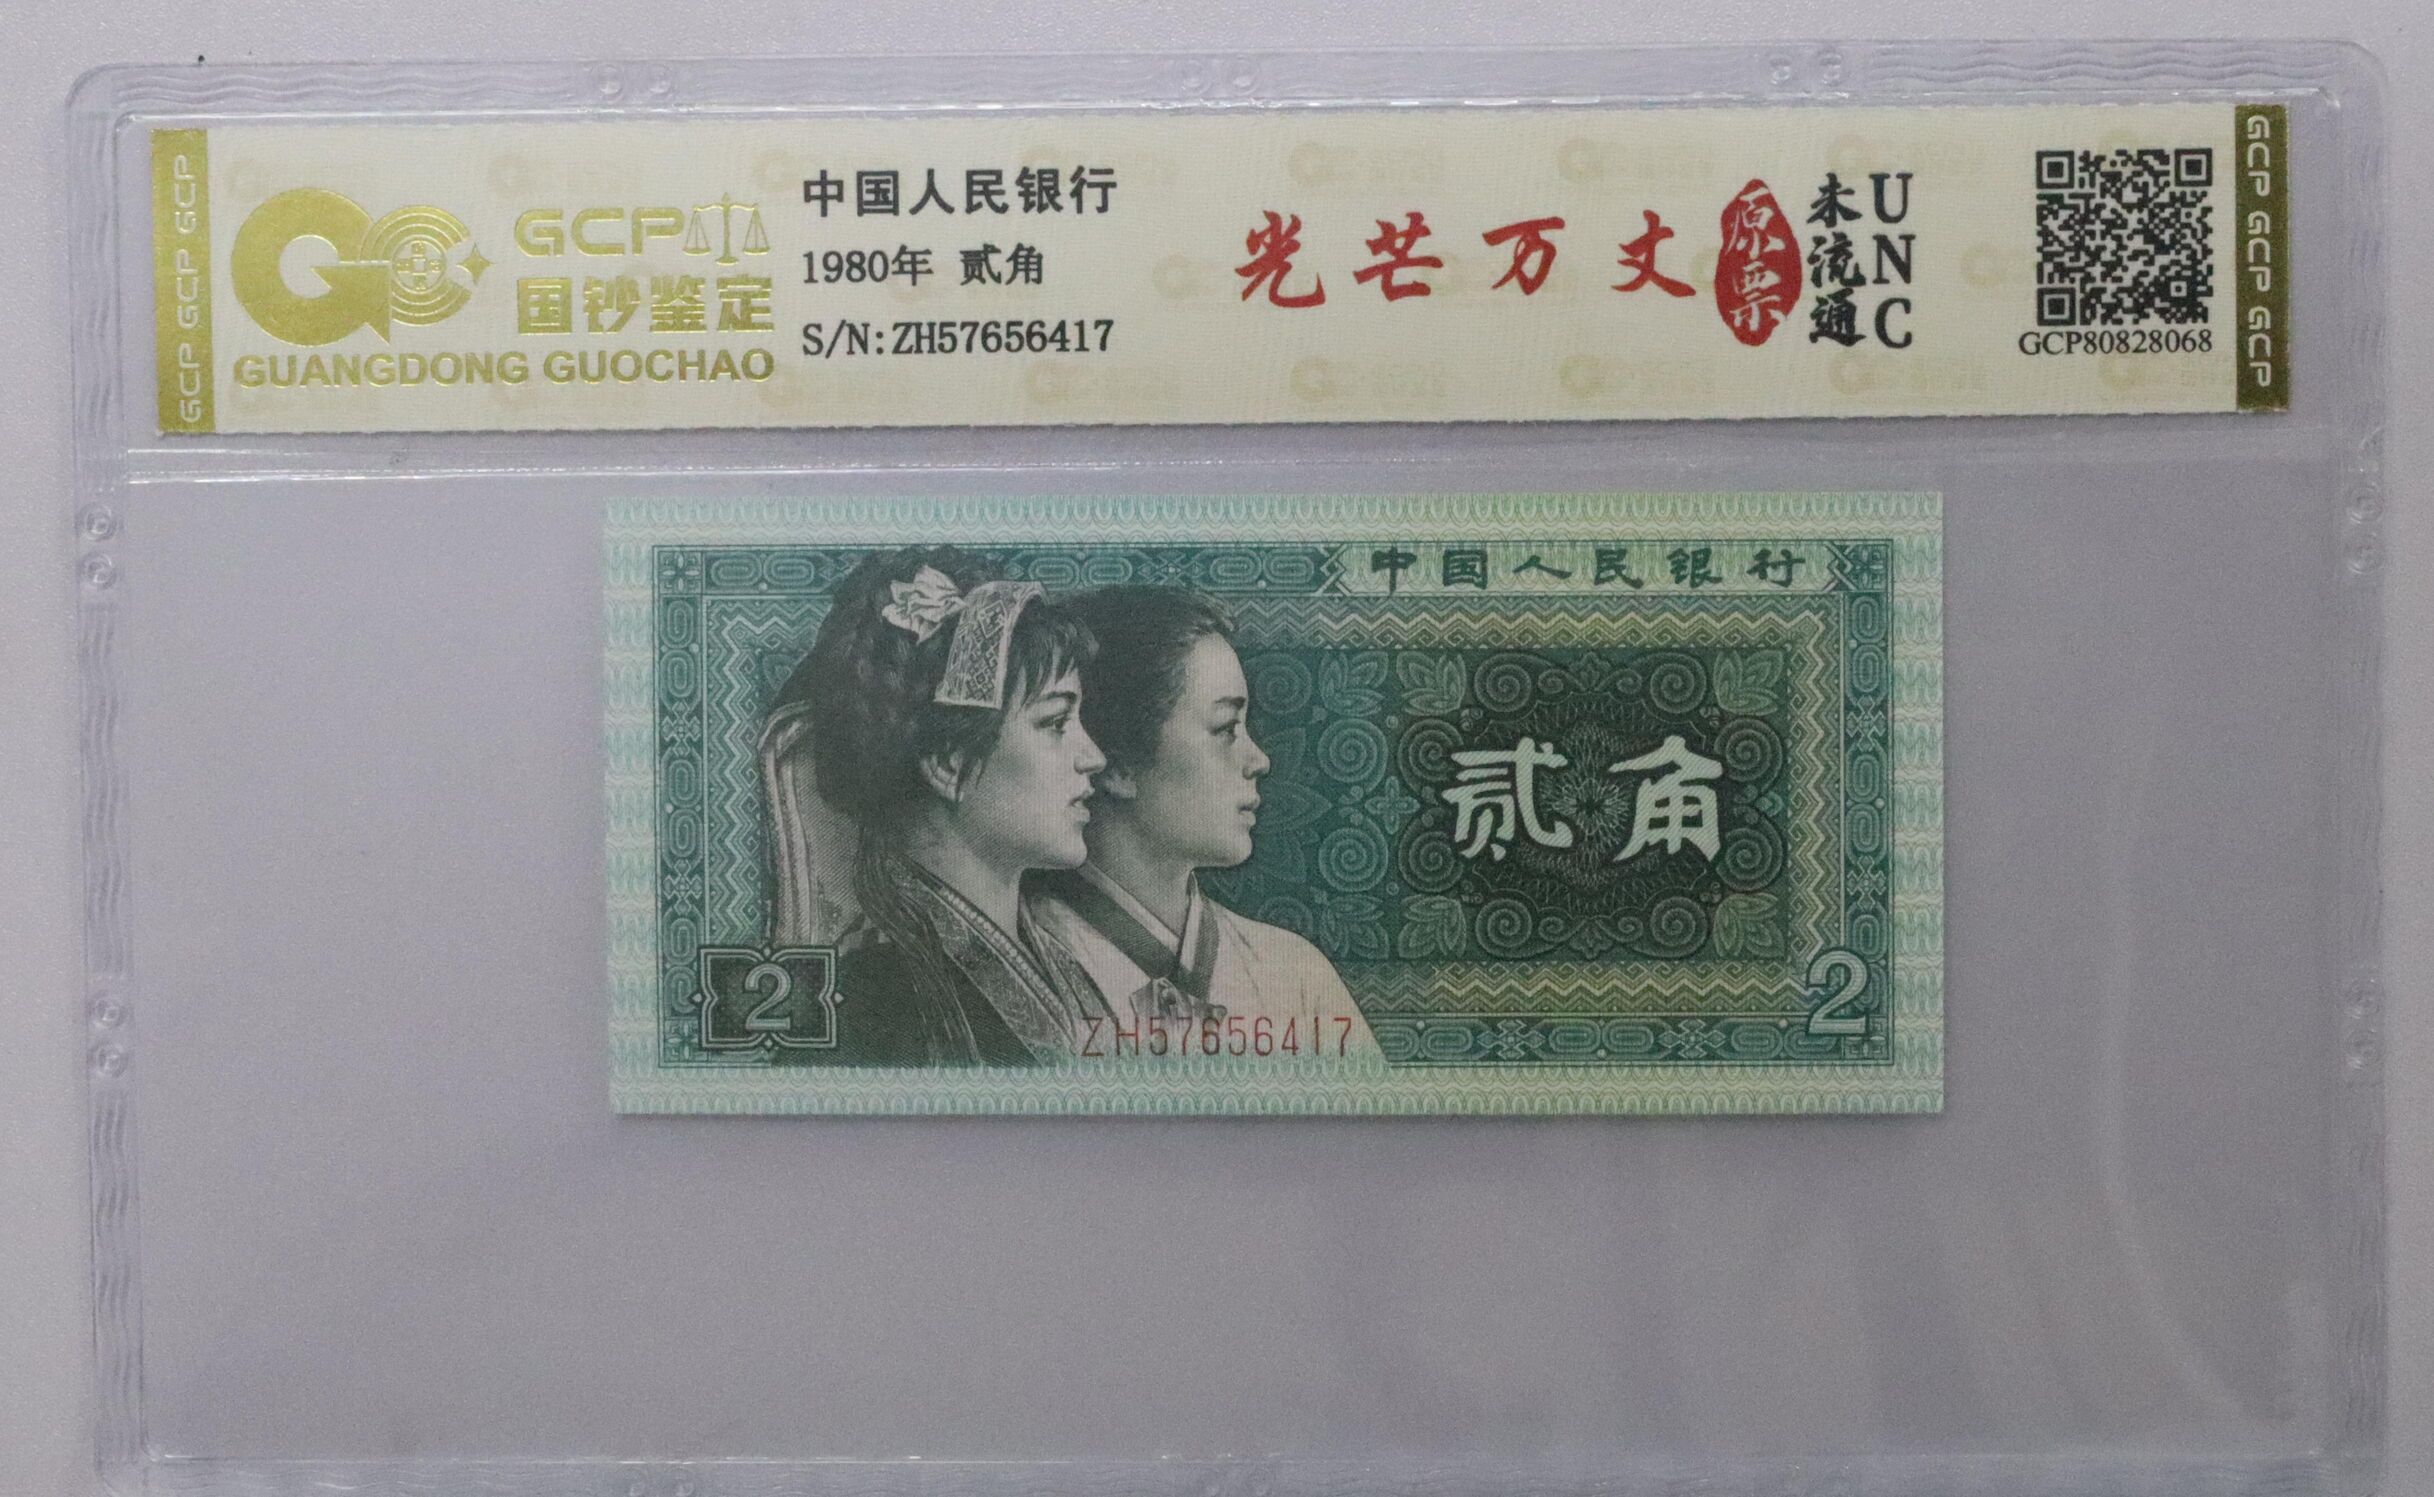 GCP GCP GCP
GCP
国钞鉴定
GUANGDONG GUOCHAO
中国人民银行
1980年 贰角
S/N:ZH57656417
光芒万丈
原票
未流通
UNC
GCP80828068
GCP GCP GCP
中国人民银行
贰角
2
2
ZH57656417